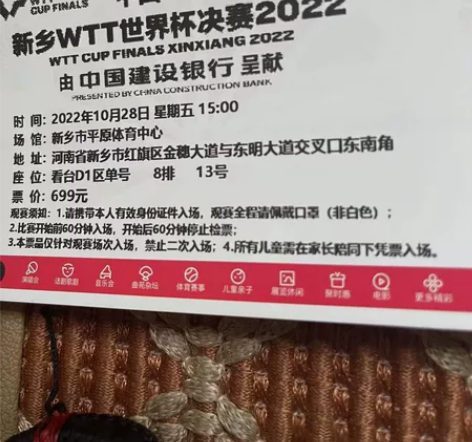 WTT
CUP FINALS
中国
新乡WTT世界杯决赛2022
WTT CUP FINALS XINXIANG 2022
由 中国建设银行 呈献
PRESENTED BY CHINA CONSTRUCTION BANK
时 间: 2022年10月28日 星期五 15:00
场 馆: 新乡市平原体育中心
地 址: 河南省新乡市红旗区金穗大道与东明大道交叉口东南角
座 位: 看台D1区单号 8排 13号
票 价: 699元
观赛须知: 1.请携带本人有效身份证件入场，观赛全程请佩戴口罩（非白色）;
2.比赛开始前60分钟入场，开始后60分钟停止检票;
3.本票品仅针对观赛场次入场，禁止二次入场; 4.所有儿童需在家长陪同下凭票入场。
演唱会 话剧歌剧 音乐会 曲苑杂坛 体育赛事 儿童亲子 展览休闲 聚时惠 电影 更多精彩